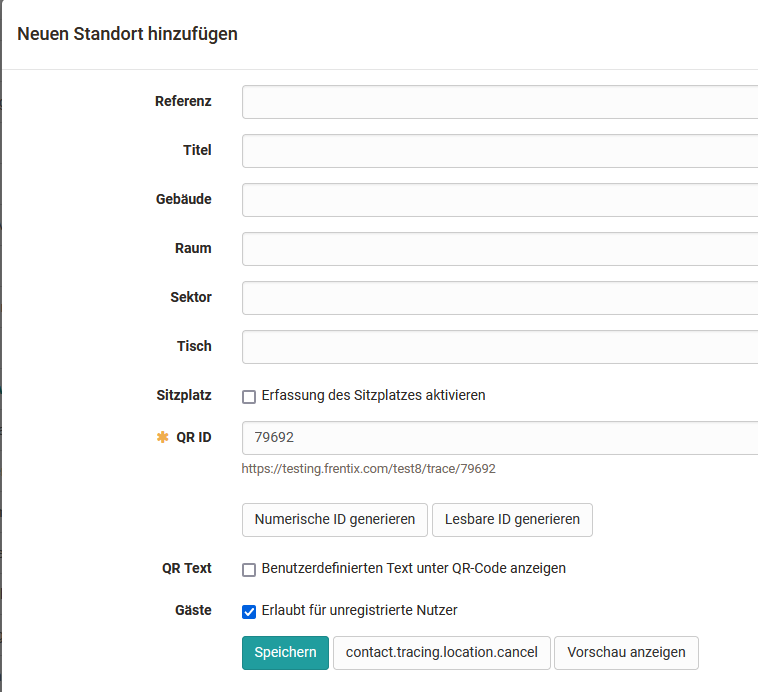 Neuen Standort hinzufügen
Referenz
Titel
Gebäude
Raum
Sektor
Tisch
Sitzplatz Erfassung des Sitzplatzes aktivieren
✱ QR ID 79692
https://testing.frentix.com/test8/trace/79692
Numerische ID generieren Lesbare ID generieren
QR Text Benutzerdefinierten Text unter QR-Code anzeigen
Gäste Erlaubt für unregistrierte Nutzer
Speichern contact.tracing.location.cancel Vorschau anzeigen